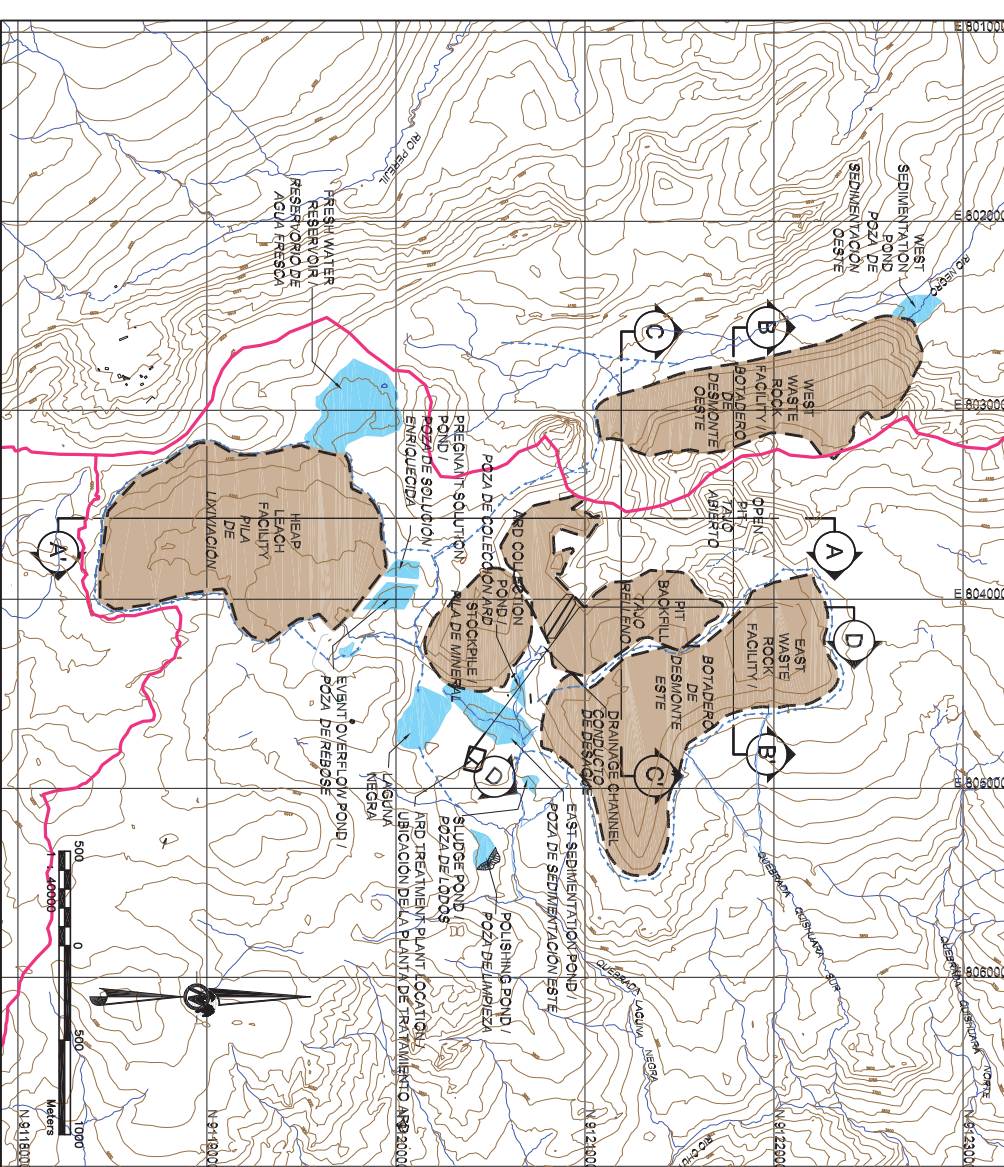 E 801000
E 802000
E 803000
E 804000
E 805000
E 806000
N 9118000
N 9119000
N 9120000
N 9121000
N 9122000
N 9123000
RIO PEREJIL
RIO NEGRO
WEST
SEDIMENTATION
POND
POZA DE
SEDIMENTACIÓN
OESTE
FRESH WATER
RESERVOIR /
RESERVORIO DE
AGUA FRESCA
WEST
WASTE
ROCK
FACILITY /
BOTADERO
DE
DESMONTE
OESTE
C
B
A
D
OPEN
PIT/
TAJO
ABIERTO
PREGNANT SOLUTION
POND /
POZA DE SOLUCIÓN
ENRIQUECIDA
ARD COLLECTION
POND /
POZA DE COLECCIÓN ARD
HEAP
LEACH
FACILITY
PILA
DE
LIXIVIACIÓN
A'
STOCKPILE /
PILA DE MINERAL
PIT
BACKFILL
TAJO
RELLENO
EAST
WASTE
ROCK
FACILITY /
BOTADERO
DE
DESMONTE
ESTE
B'
C'
D'
DRAINAGE CHANNEL
CONDUCTO
DE DESAGÜE
EVENT OVERFLOW POND /
POZA DE REBOSE
LAGUNA
NEGRA
EAST SEDIMENTATION POND /
POZA DE SEDIMENTACIÓN ESTE
POLISHING POND /
POZA DE LIMPIEZA
SLUDGE POND
POZA DE LODOS
ARD TREATMENT PLANT LOCATION /
UBICACIÓN DE LA PLANTA DE TRATAMIENTO ARD
QUEBRADA QUISHUARA SUR
QUEBRADA QUISHUARA NORTE
QUEBRADA LAGUNA NEGRA
500 0 500 1000
1 : 40000
Meters